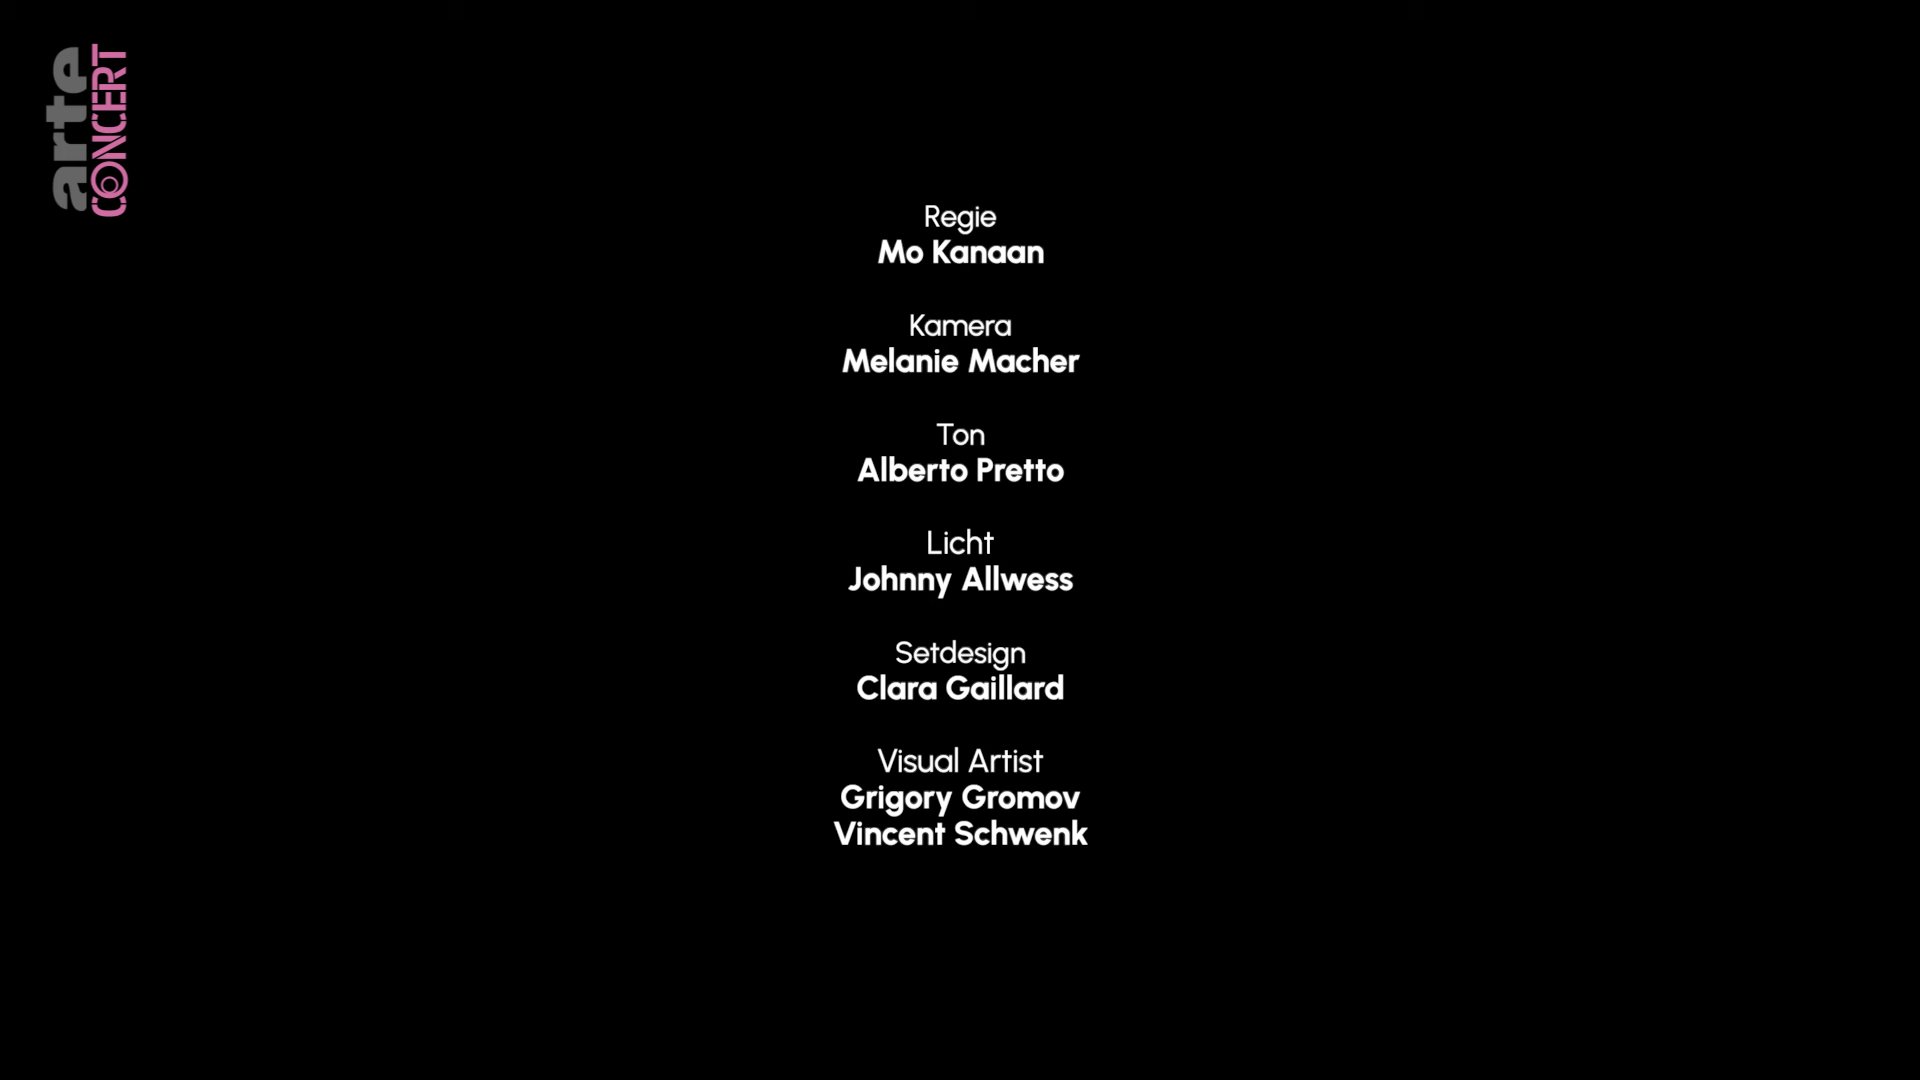 arte
CONCERT
Regie
Mo Kanaan
Kamera
Melanie Macher
Ton
Alberto Pretto
Licht
Johnny Allwess
Setdesign
Clara Gaillard
Visual Artist
Grigory Gromov
Vincent Schwenk